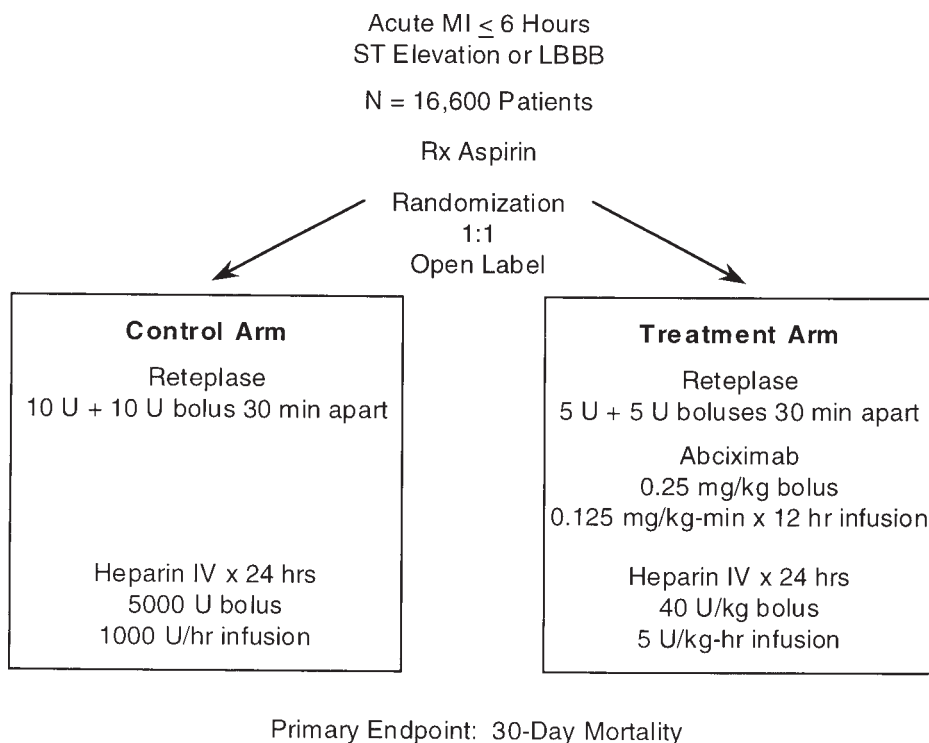 Acute MI ≤ 6 Hours
ST Elevation or LBBB
N = 16,600 Patients
Rx Aspirin
Randomization
1:1
Open Label
Control Arm
Reteplase
10 U + 10 U bolus 30 min apart
Heparin IV x 24 hrs
5000 U bolus
1000 U/hr infusion
Treatment Arm
Reteplase
5 U + 5 U boluses 30 min apart
Abciximab
0.25 mg/kg bolus
0.125 mg/kg-min x 12 hr infusion
Heparin IV x 24 hrs
40 U/kg bolus
5 U/kg-hr infusion
Primary Endpoint: 30-Day Mortality